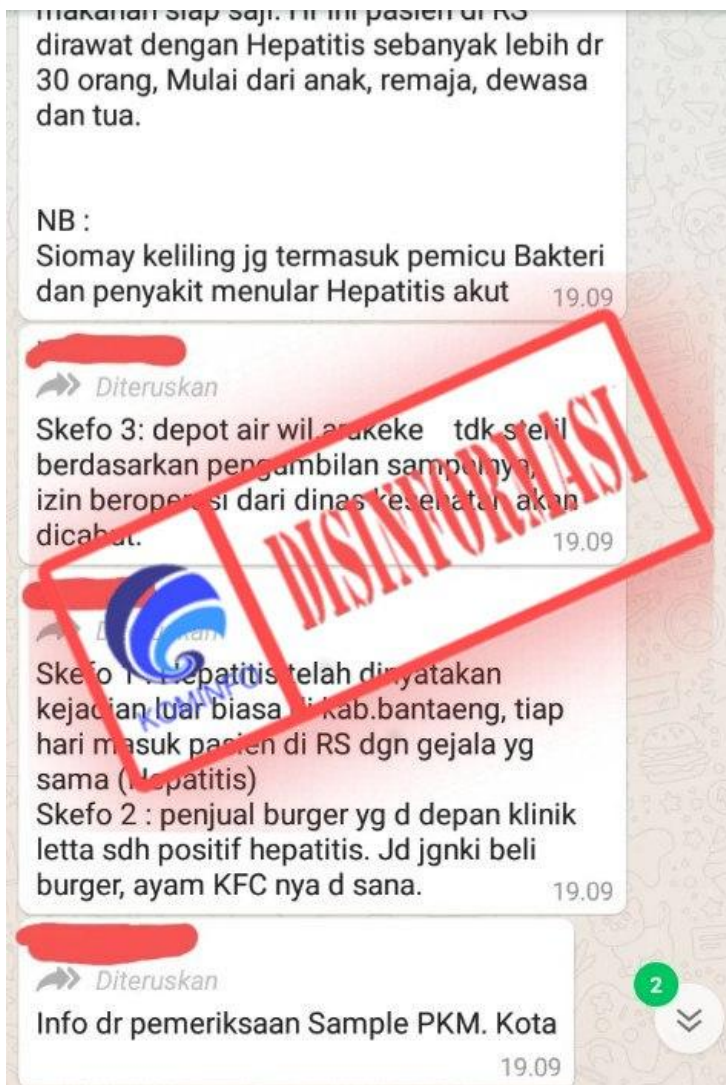 makanan siap saji. Hr ini pasien di RS
dirawat dengan Hepatitis sebanyak lebih dr
30 orang, Mulai dari anak, remaja, dewasa
dan tua.
NB :
Siomay keliling jg termasuk pemicu Bakteri
dan penyakit menular Hepatitis akut 19.09
Diteruskan
Skefo 3: depot air wil. tdk steril
berdasarkan pengambilan sampelnya,
izin beroperasi dari dinas kesehatan akan
dicabut. 19.09
DISINFORMASI
KOMINFO
Skefo 1 : Hepatitis telah dinyatakan
kejadian luar biasa di kab.bantaeng, tiap
hari masuk pasien di RS dgn gejala yg
sama (Hepatitis)
Skefo 2 : penjual burger yg d depan klinik
letta sdh positif hepatitis. Jd jgnki beli
burger, ayam KFC nya d sana. 19.09
Diteruskan
Info dr pemeriksaan Sample PKM. Kota
19.09
2